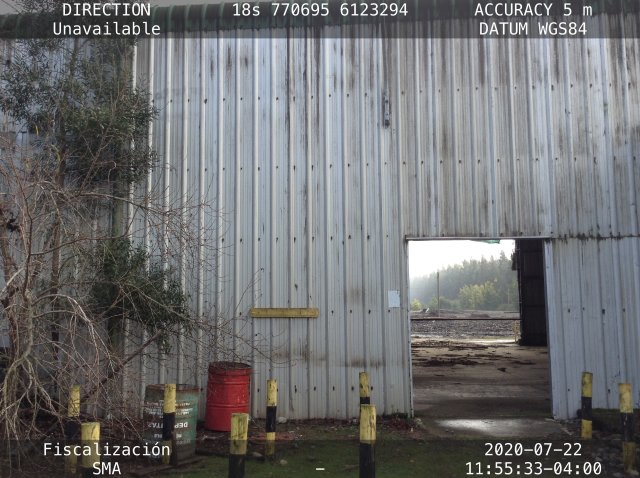 DIRECTION
Unavailable
18s 770695 6123294
ACCURACY 5 m
DATUM WGS84
Fiscalización
SMA
–
2020-07-22
11:55:33-04:00